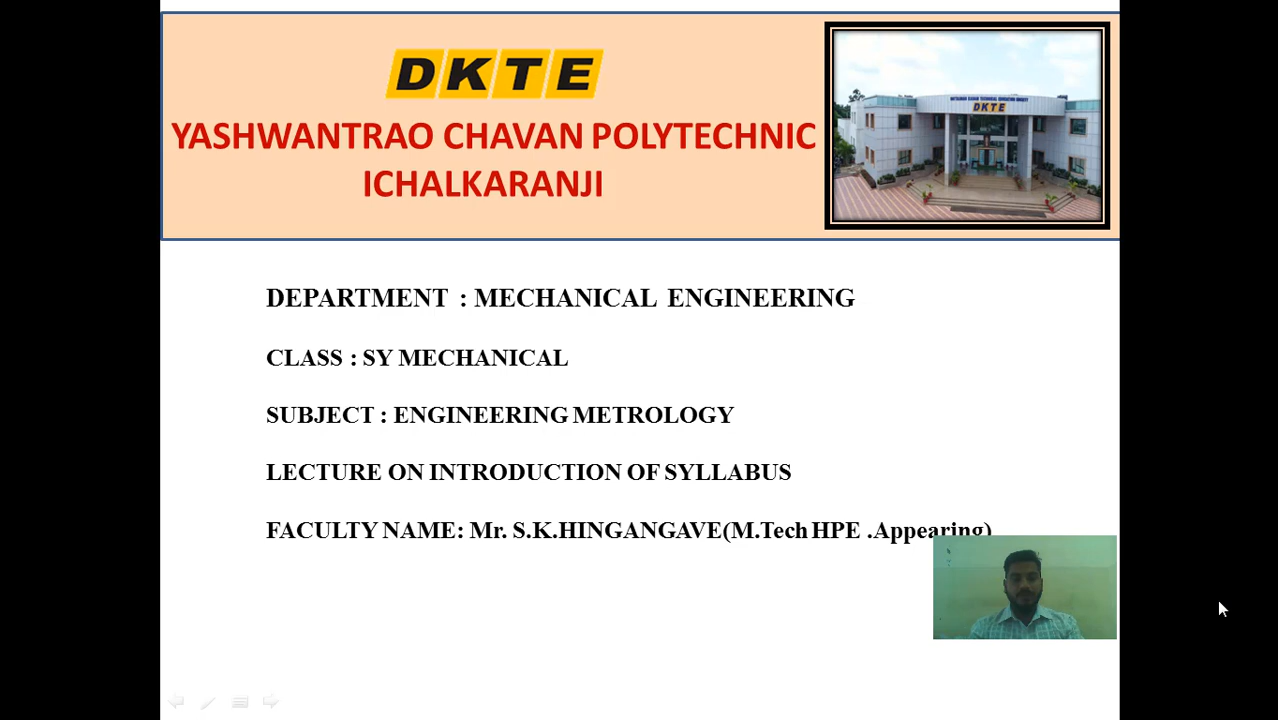 DKTE
YASHWANTRAO CHAVAN POLYTECHNIC
ICHALKARANJI
DKTE
DEPARTMENT : MECHANICAL ENGINEERING
CLASS : SY MECHANICAL
SUBJECT : ENGINEERING METROLOGY
LECTURE ON INTRODUCTION OF SYLLABUS
FACULTY NAME: Mr. S.K.HINGANGAVE(M.Tech HPE .Appearing)